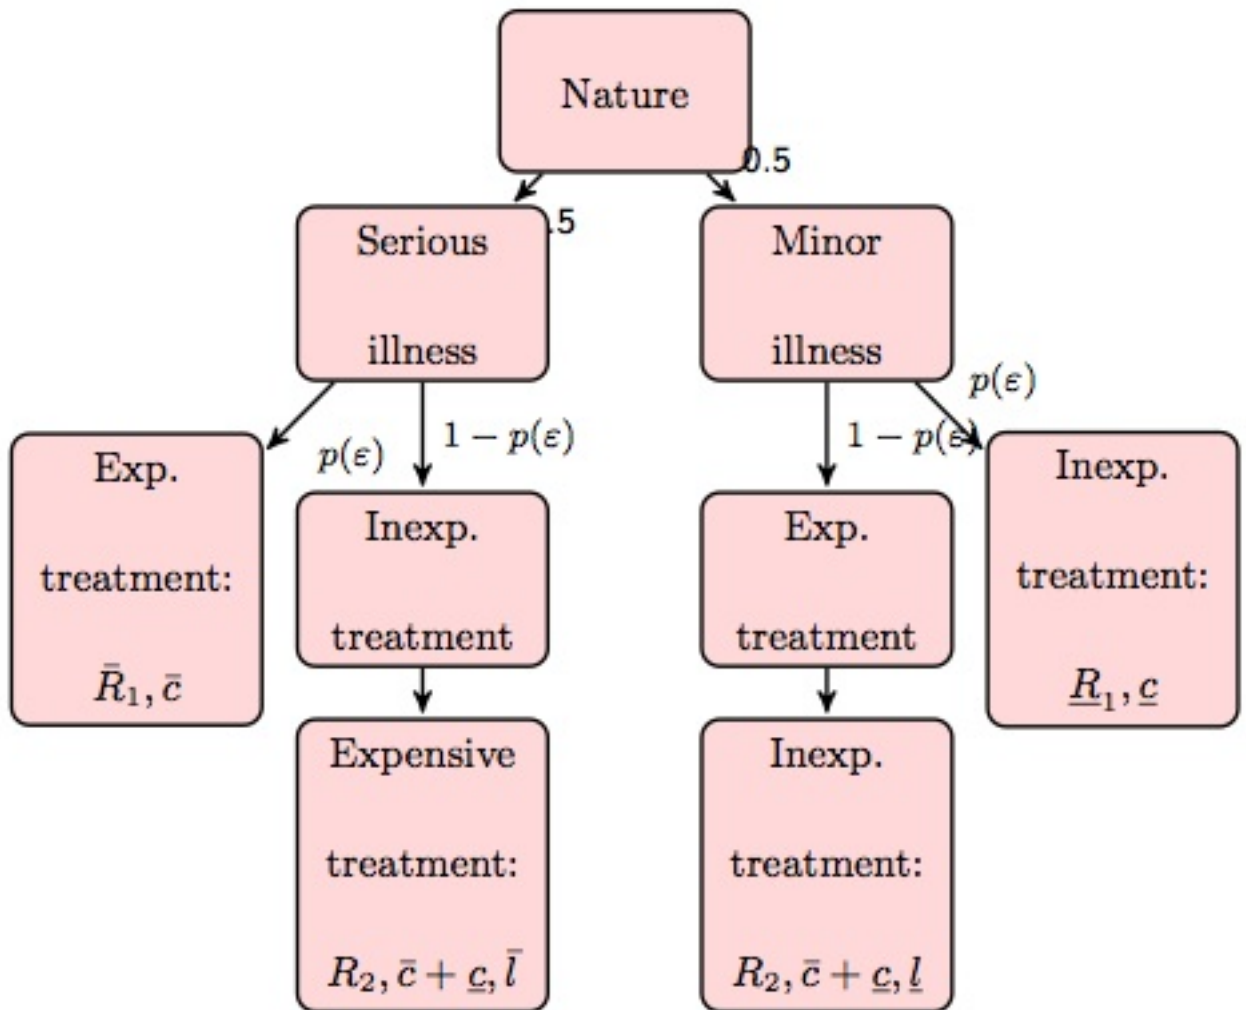 Nature
0.5
.5
Serious
illness
Minor
illness
p(ε)
1 − p(ε)
1 − p(ε)
p(ε)
Exp.
treatment:
R̄₁, c̄
Inexp.
treatment
Exp.
treatment
Inexp.
treatment:
R̲₁, c̲
Expensive
treatment:
R₂, c̄ + c̲, l̄
Inexp.
treatment:
R₂, c̄ + c̲, l̲